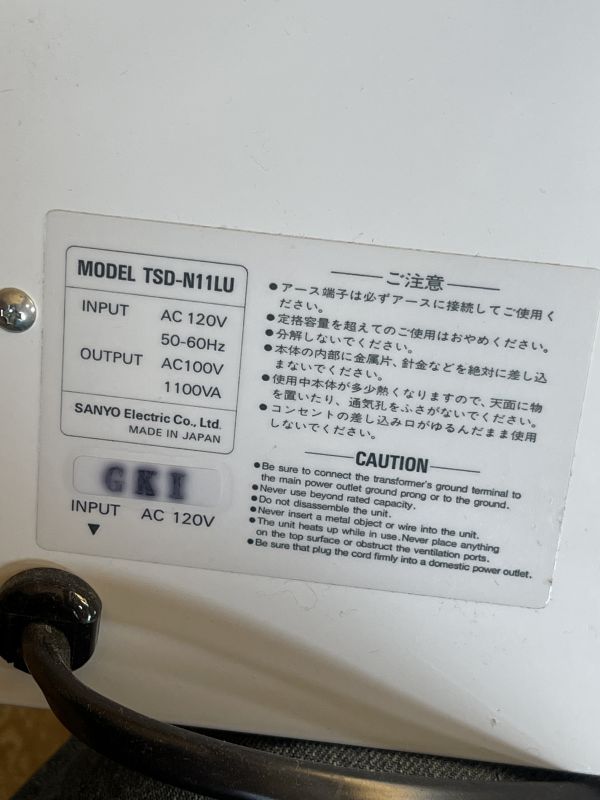 MODEL TSD-N11LU
INPUT AC 120V
50-60Hz
OUTPUT AC100V
1100VA
SANYO Electric Co., Ltd.
MADE IN JAPAN
GKI
INPUT AC 120V
ご注意
●アース端子は必ずアースに接続してご使用く
ださい。
●定格容量を超えてのご使用はおやめください。
●分解しないでください。
●本体の内部に金属片、針金などを絶対に差し込
まないでください。
●使用中本体が多少熱くなりますので、天面に物
を置いたり、通気孔をふさがないでください。
●コンセントの差し込み口がゆるんだまま使用
しないでください。
CAUTION
●Be sure to connect the transformer's ground terminal to
the main power outlet ground prong or to the ground.
●Never use beyond rated capacity.
●Do not disassemble the unit.
●Never insert a metal object or wire into the unit.
●The unit heats up while in use. Never place anything
on the top surface or obstruct the ventilation ports.
●Be sure that plug the cord firmly into a domestic power outlet.